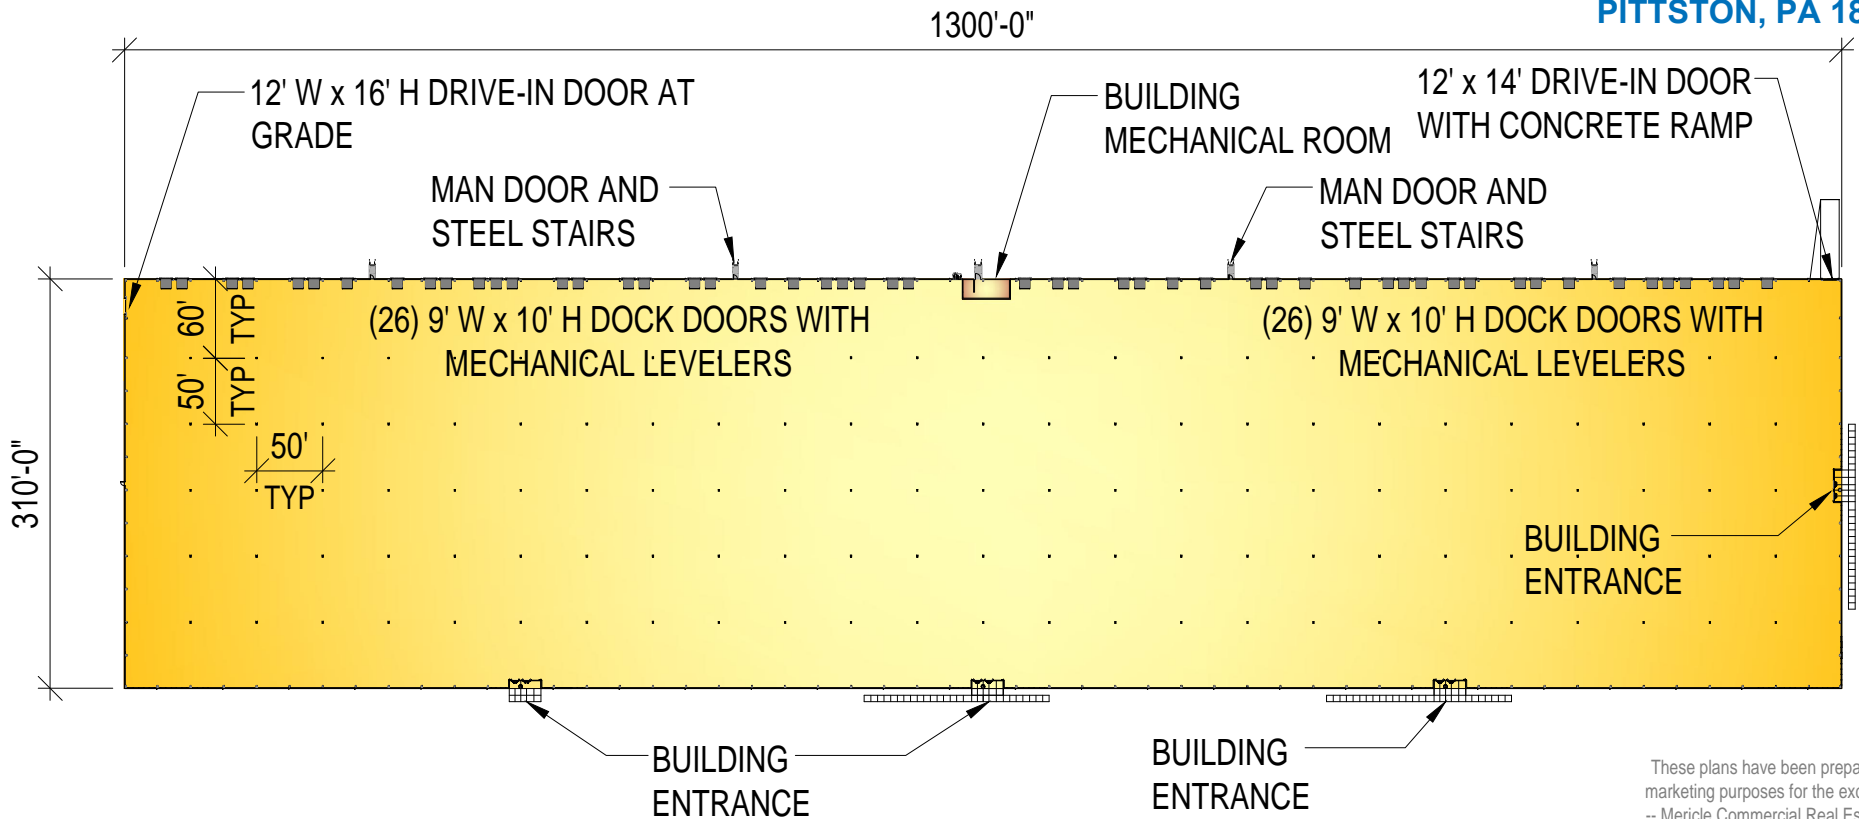 1300'-0"
PITTSTON, PA 18
12' W x 16' H DRIVE-IN DOOR AT
GRADE
BUILDING
MECHANICAL ROOM
12' x 14' DRIVE-IN DOOR
WITH CONCRETE RAMP
MAN DOOR AND
STEEL STAIRS
MAN DOOR AND
STEEL STAIRS
60'
TYP
(26) 9' W x 10' H DOCK DOORS WITH
MECHANICAL LEVELERS
(26) 9' W x 10' H DOCK DOORS WITH
MECHANICAL LEVELERS
50'
TYP
50'
TYP
310'-0"
BUILDING
ENTRANCE
BUILDING
ENTRANCE
BUILDING
ENTRANCE
These plans have been prepa
marketing purposes for the exc
-- Mericle Commercial Real Es